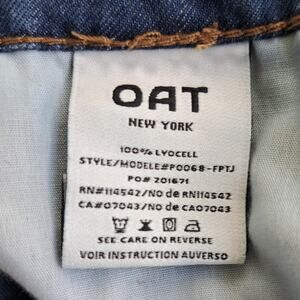 OAT
NEW YORK
100% LYOCELL
STYLE/MODELE#P0068-FPTJ
PO# 201671
RN#114542/NO de RN114542
CA#07043/NO de CA07043
SEE CARE ON REVERSE
VOIR INSTRUCTION AUVERSO